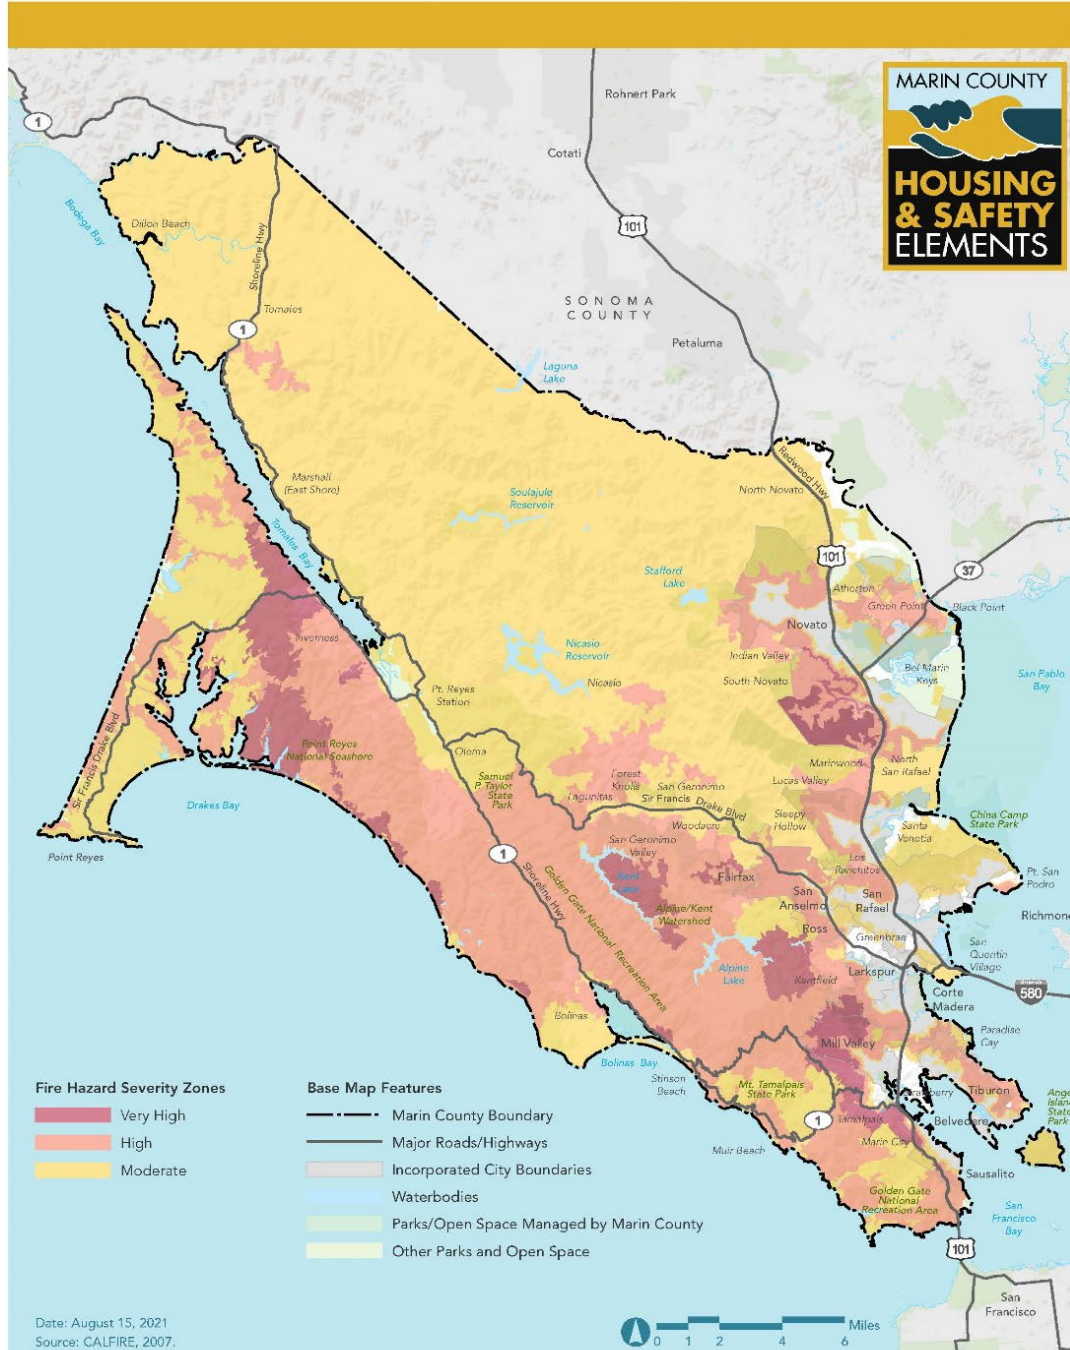 MARIN COUNTY
HOUSING
& SAFETY
ELEMENTS
1
Rohnert Park
Cotati
101
Bodega Bay
Dillon Beach
Shoreline Hwy
SONOMA
COUNTY
Tomales
1
Petaluma
Laguna
Lake
Redwood Hwy
Marshall
(East Shore)
Soulajule
Reservoir
North Novato
Tomales Bay
101
Stafford
Lake
37
Atherton
Green Point
Black Point
Novato
Inverness
Nicasio
Reservoir
Indian Valley
Bel Marin
Keys
San Pablo
Bay
Nicasio
South Novato
Pt. Reyes
Station
Sir Francis Drake Blvd
Point Reyes
National Seashore
Olema
Marinwood
North
San Rafael
Samuel
P. Taylor
State
Park
Forest
Knolls
San Geronimo
Lucas Valley
Lagunitas
Sir Francis Drake Blvd
Drakes Bay
Woodacre
Sleepy
Hollow
China Camp
State Park
Santa
Venetia
Point Reyes
1
San Geronimo
Valley
Los
Ranchitos
Kent
Lake
Fairfax
Pt. San
Pedro
Shoreline Hwy
Golden Gate National Recreation Area
San
Anselmo
San
Rafael
Alpine/Kent
Watershed
Richmond
Ross
Greenbrae
San
Quentin
Village
Alpine
Lake
Kentfield
Larkspur
580
Corte
Madera
Bolinas
Paradise
Cay
Mill Valley
Bolinas Bay
Stinson
Beach
Mt. Tamalpais
State Park
Strawberry
Tiburon
Angel
Island
State
Park
1
Tamalpais
Belvedere
Marin City
Muir Beach
Sausalito
Golden Gate
National
Recreation Area
San
Francisco
Bay
101
San
Francisco
Fire Hazard Severity Zones
Very High
High
Moderate
Base Map Features
Marin County Boundary
Major Roads/Highways
Incorporated City Boundaries
Waterbodies
Parks/Open Space Managed by Marin County
Other Parks and Open Space
Date: August 15, 2021
Source: CALFIRE, 2007.
Miles
0 1 2 4 6